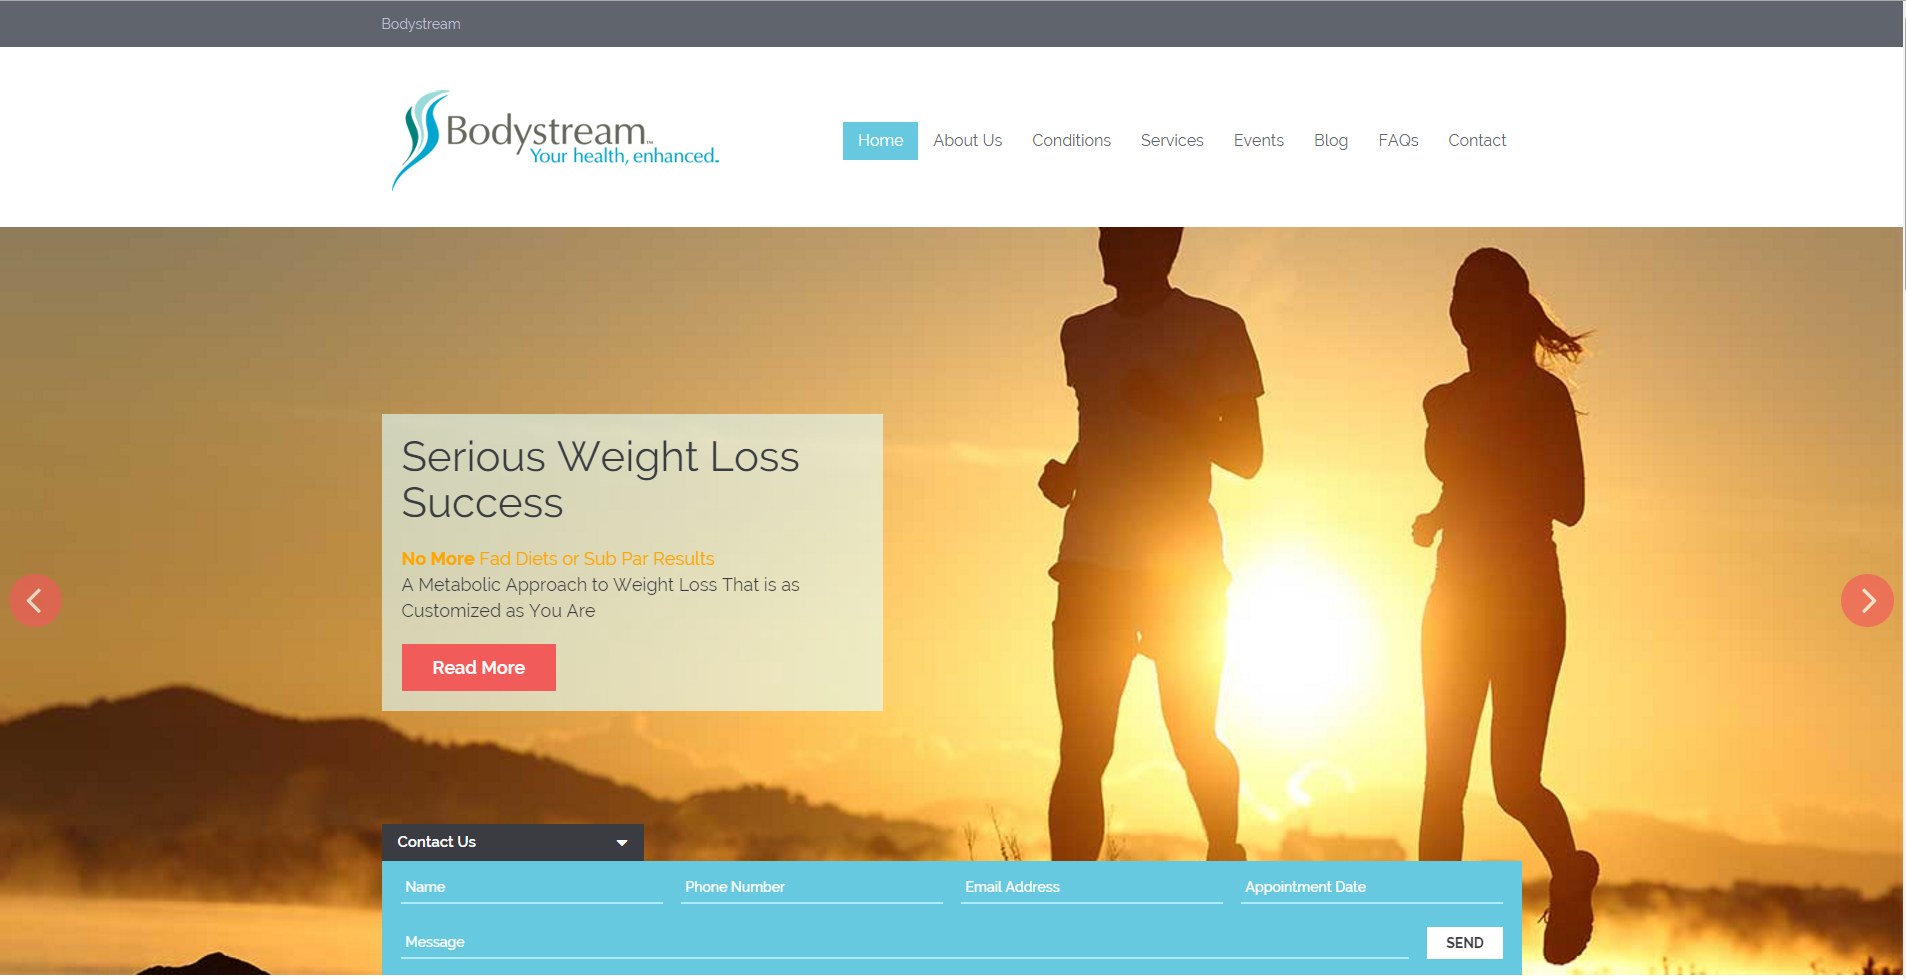 Bodystream
Bodystream™
Your health, enhanced.
Home About Us Conditions Services Events Blog FAQs Contact
Serious Weight Loss
Success
No More Fad Diets or Sub Par Results
A Metabolic Approach to Weight Loss That is as
Customized as You Are
Read More
Contact Us
Name Phone Number Email Address Appointment Date
Message SEND